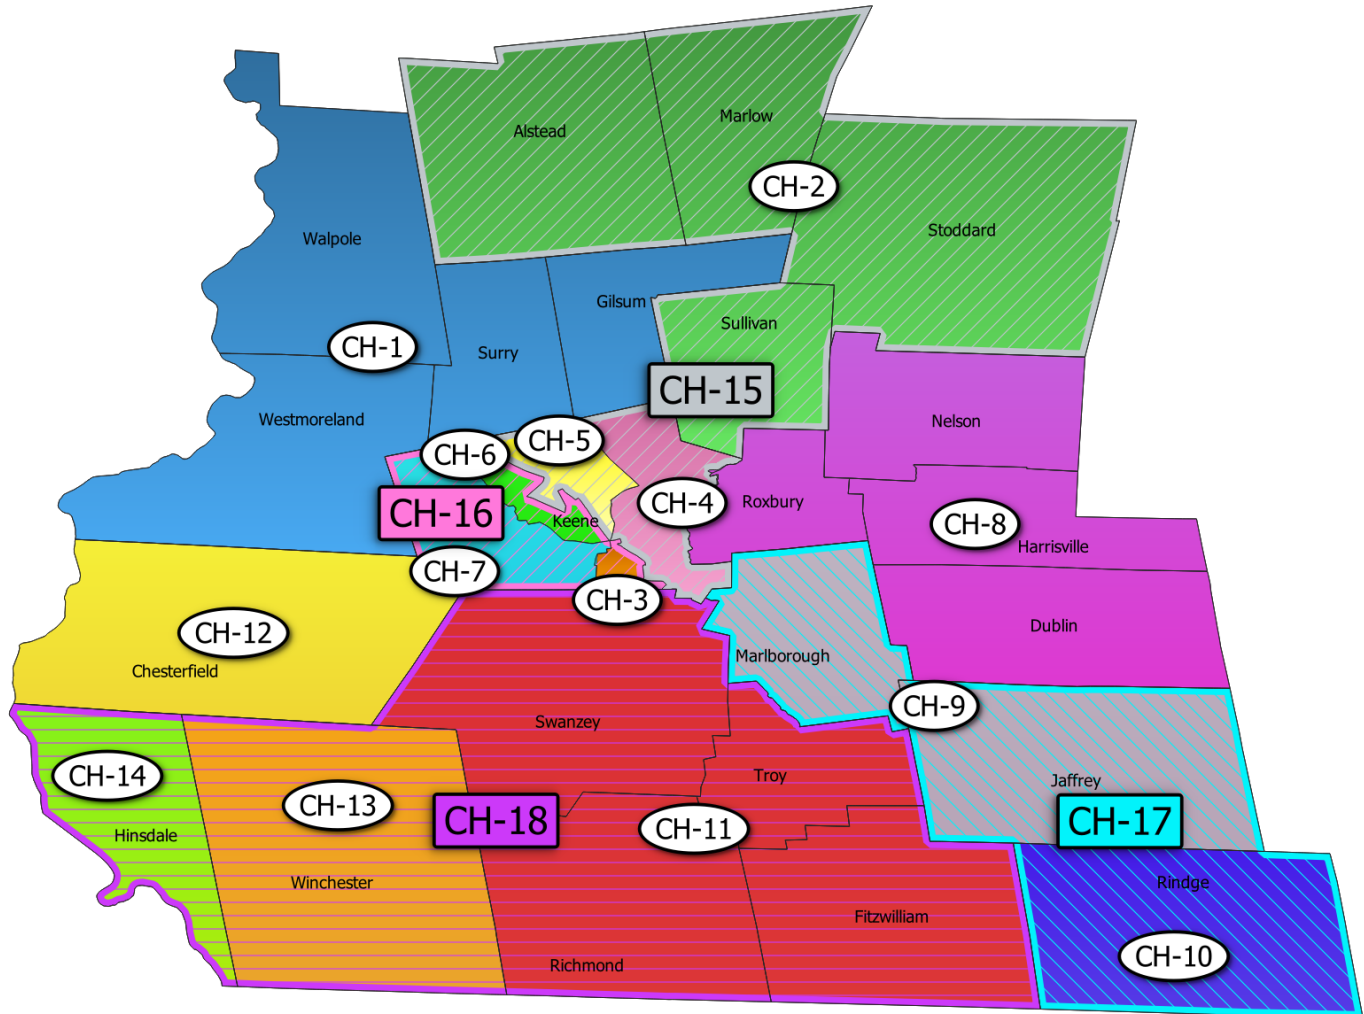 Alstead
Marlow
CH-2
Stoddard
Walpole
Gilsum
Sullivan
CH-1
Surry
CH-15
Westmoreland
Nelson
CH-5
CH-6
CH-4
Roxbury
CH-16
Keene
CH-8
Harrisville
CH-7
CH-3
CH-12
Dublin
Chesterfield
Marlborough
CH-9
Swanzey
CH-14
Troy
Jaffrey
CH-13
CH-18
CH-11
CH-17
Hinsdale
Winchester
Rindge
Fitzwilliam
CH-10
Richmond